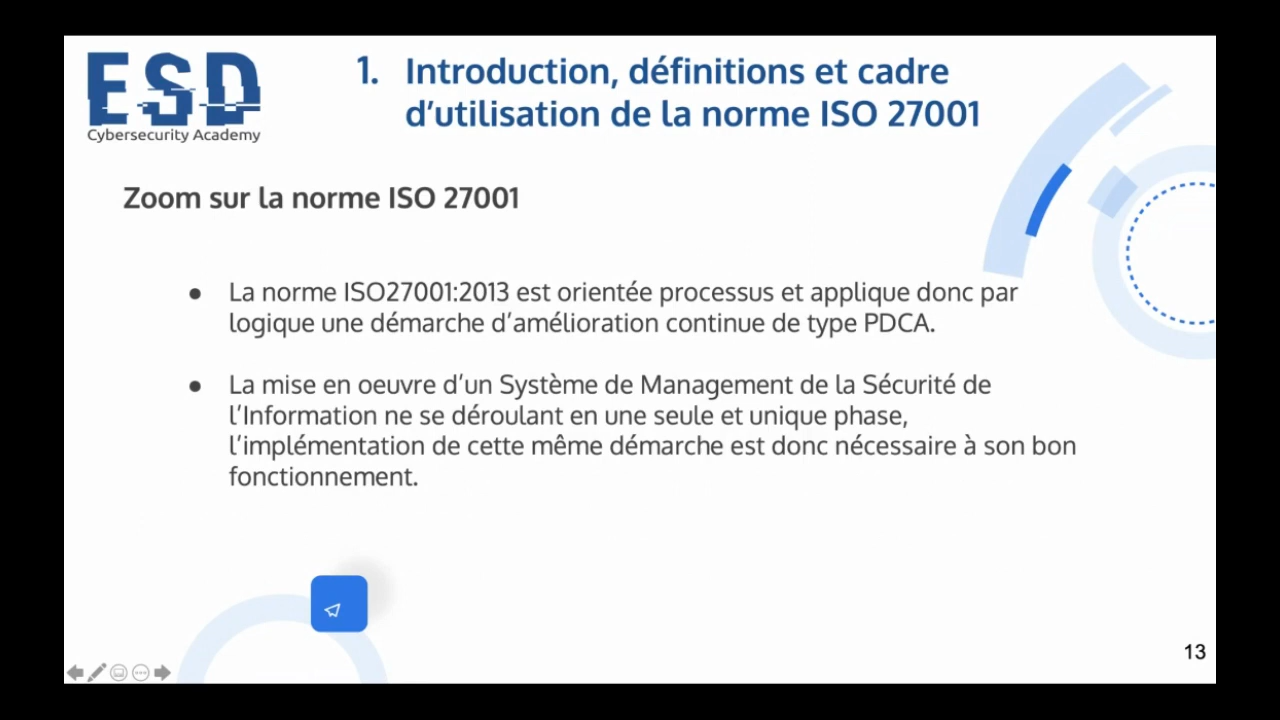 ESD
Cybersecurity Academy
1. Introduction, définitions et cadre
d’utilisation de la norme ISO 27001
Zoom sur la norme ISO 27001
● La norme ISO27001:2013 est orientée processus et applique donc par
logique une démarche d’amélioration continue de type PDCA.
● La mise en oeuvre d’un Système de Management de la Sécurité de
l’Information ne se déroulant en une seule et unique phase,
l’implémentation de cette même démarche est donc nécessaire à son bon
fonctionnement.
13